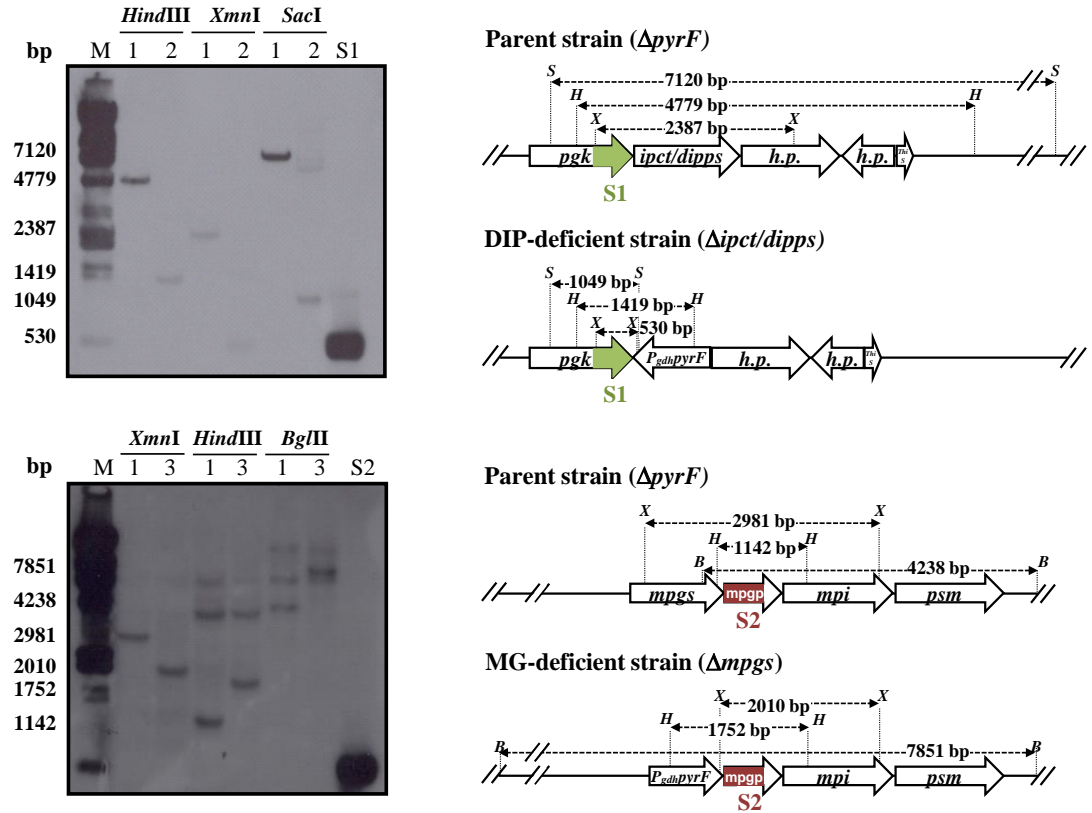 HindIII XmnI SacI
bp M 1 2 1 2 1 2 S1
7120
4779
2387
1419
1049
530
Parent strain (ΔpyrF)
S 7120 bp S
H 4779 bp H
X 2387 bp X
pgk ipct/dipps h.p. h.p. Thi S
S1
DIP-deficient strain (Δipct/dipps)
S 1049 bp S
H 1419 bp H
X X 530 bp
pgk PgdhpyrF h.p. h.p. Thi S
S1
XmnI HindIII BglII
bp M 1 3 1 3 1 3 S2
7851
4238
2981
2010
1752
1142
Parent strain (ΔpyrF)
X 2981 bp X
H 1142 bp H
B 4238 bp B
mpgs mpgp mpi psm
S2
MG-deficient strain (Δmpgs)
X 2010 bp X
H 1752 bp H
B 7851 bp B
PgdhpyrF mpgp mpi psm
S2